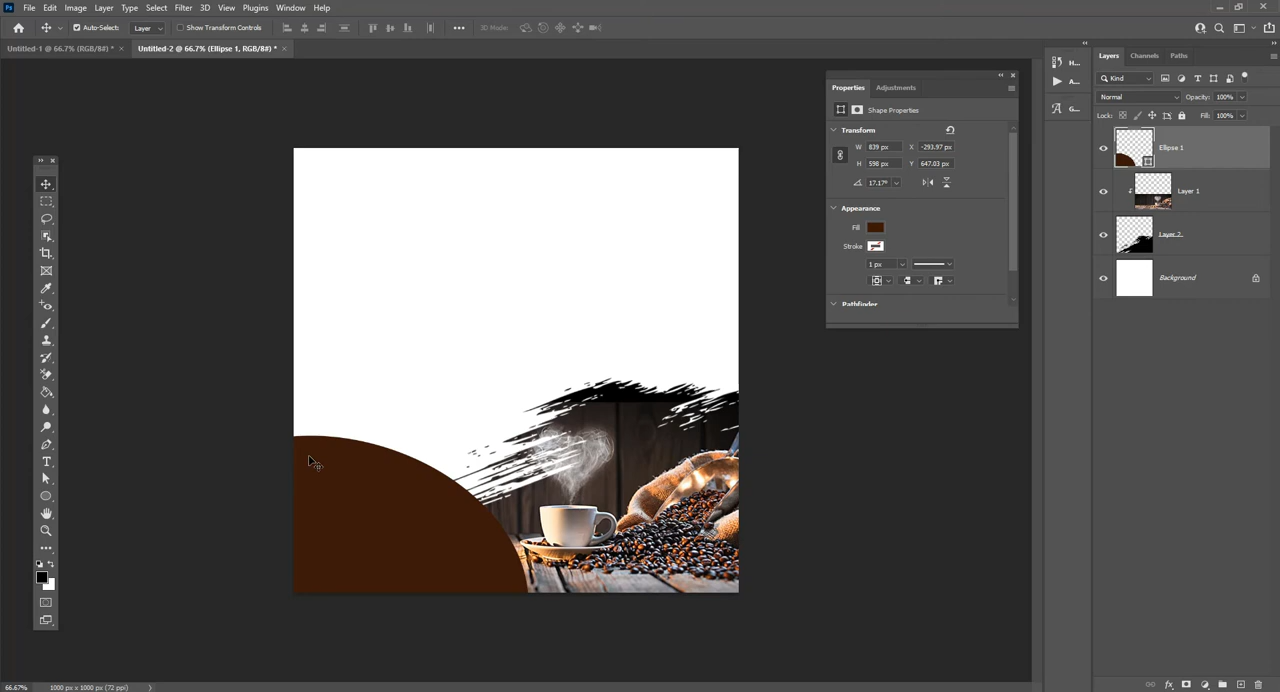 Ps File Edit Image Layer Type Select Filter 3D View Plugins Window Help
Auto-Select: Layer Show Transform Controls ••• 3D Mode:
Untitled-1 @ 66.7% (RGB/8#) * × Untitled-2 @ 66.7% (Ellipse 1, RGB/8#) * ×
H...
A...
G...
Properties Adjustments
Shape Properties
Transform
W 839 px X -293.97 px
H 598 px Y 647.03 px
17.17°
Appearance
Fill
Stroke
1 px
Pathfinder
Layers Channels Paths
Kind
Normal Opacity: 100%
Lock: Fill: 100%
Ellipse 1
Layer 1
Layer 2
Background
66.67% 1000 px x 1000 px (72 ppi)